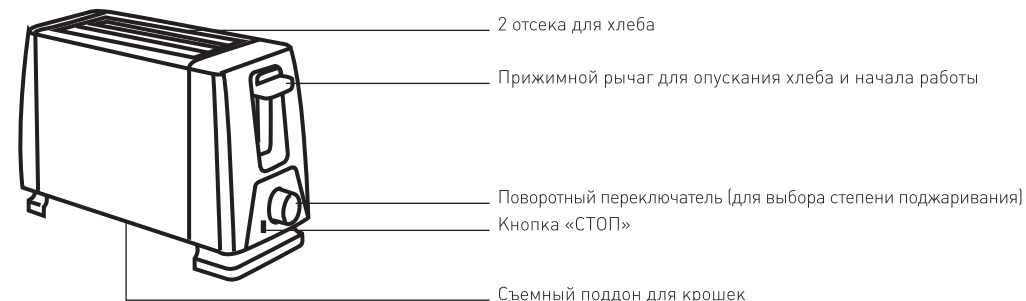 2 отсека для хлеба
Прижимной рычаг для опускания хлеба и начала работы
Поворотный переключатель (для выбора степени поджаривания)
Кнопка «СТОП»
Съемный поддон для крошек